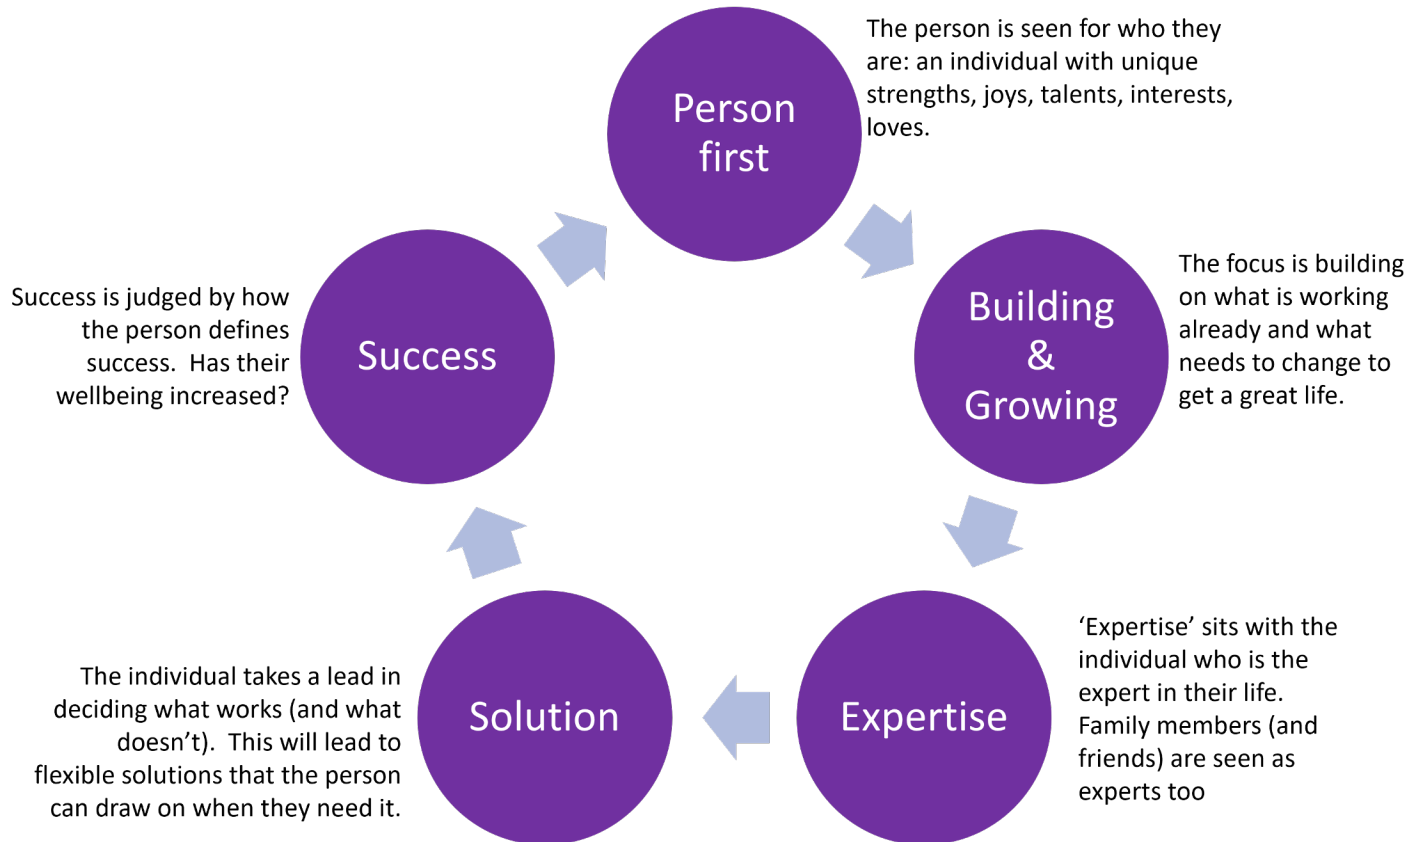 Person
first
The person is seen for who they
are: an individual with unique
strengths, joys, talents, interests,
loves.
Building
&
Growing
The focus is building
on what is working
already and what
needs to change to
get a great life.
Expertise
‘Expertise’ sits with the
individual who is the
expert in their life.
Family members (and
friends) are seen as
experts too
Solution
The individual takes a lead in
deciding what works (and what
doesn’t).  This will lead to
flexible solutions that the person
can draw on when they need it.
Success
Success is judged by how
the person defines
success.  Has their
wellbeing increased?